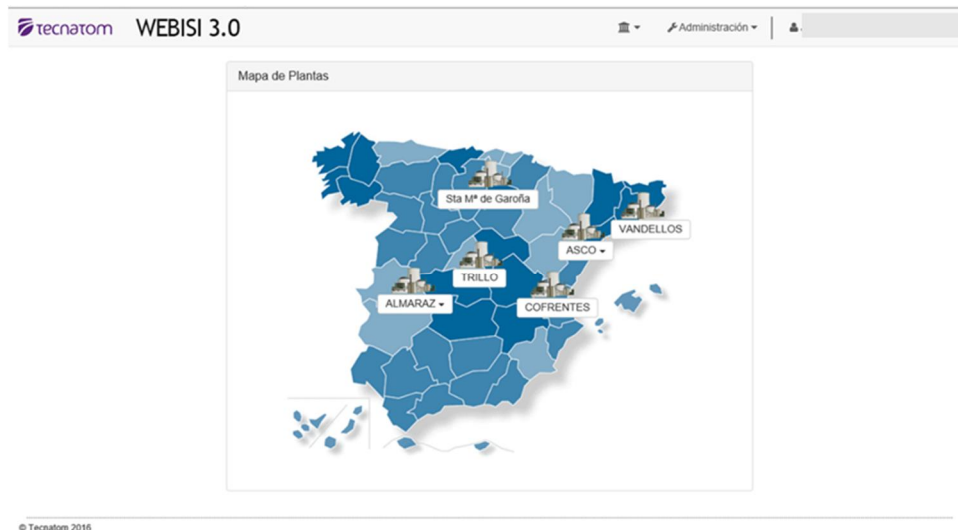 tecnatom WEBISI 3.0 Administración
Mapa de Plantas
Sta Mª de Garoña
VANDELLOS
ASCO
TRILLO
ALMARAZ
COFRENTES
© Tecnatom 2016